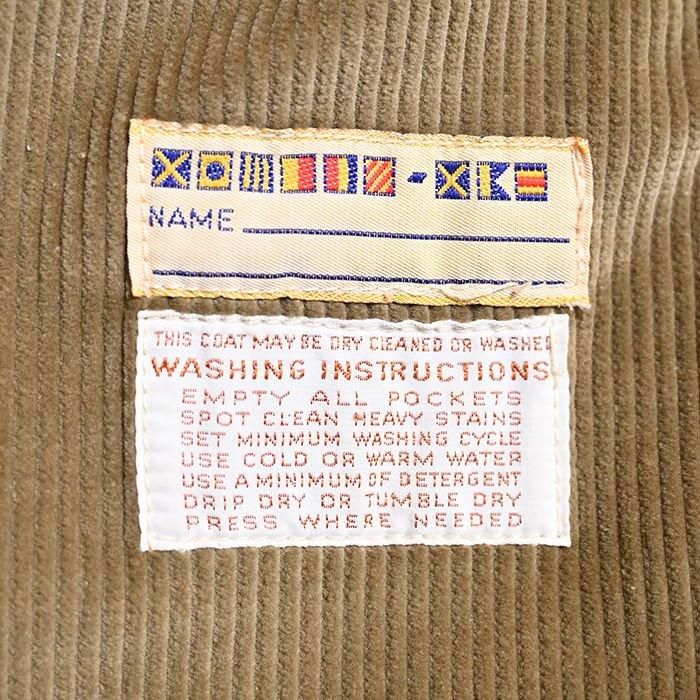 NAME
THIS COAT MAY BE DRY CLEANED OR WASHED
WASHING INSTRUCTIONS
EMPTY ALL POCKETS
SPOT CLEAN HEAVY STAINS
SET MINIMUM WASHING CYCLE
USE COLD OR WARM WATER
USE A MINIMUM OF DETERGENT
DRIP DRY OR TUMBLE DRY
PRESS WHERE NEEDED